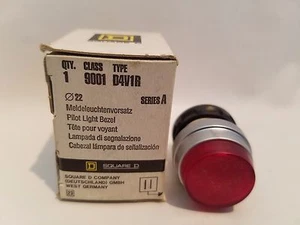 QTY. CLASS TYPE
1 9001 D4V1R
Ø22 SERIES A
Meldeleuchtenvorsatz
Pilot Light Bezel
Tête pour voyant
Lampada di segnalazione
Cabezal lámpara de señalización
D SQUARE D
SQUARE D COMPANY
(DEUTSCHLAND) GMBH
WEST GERMANY